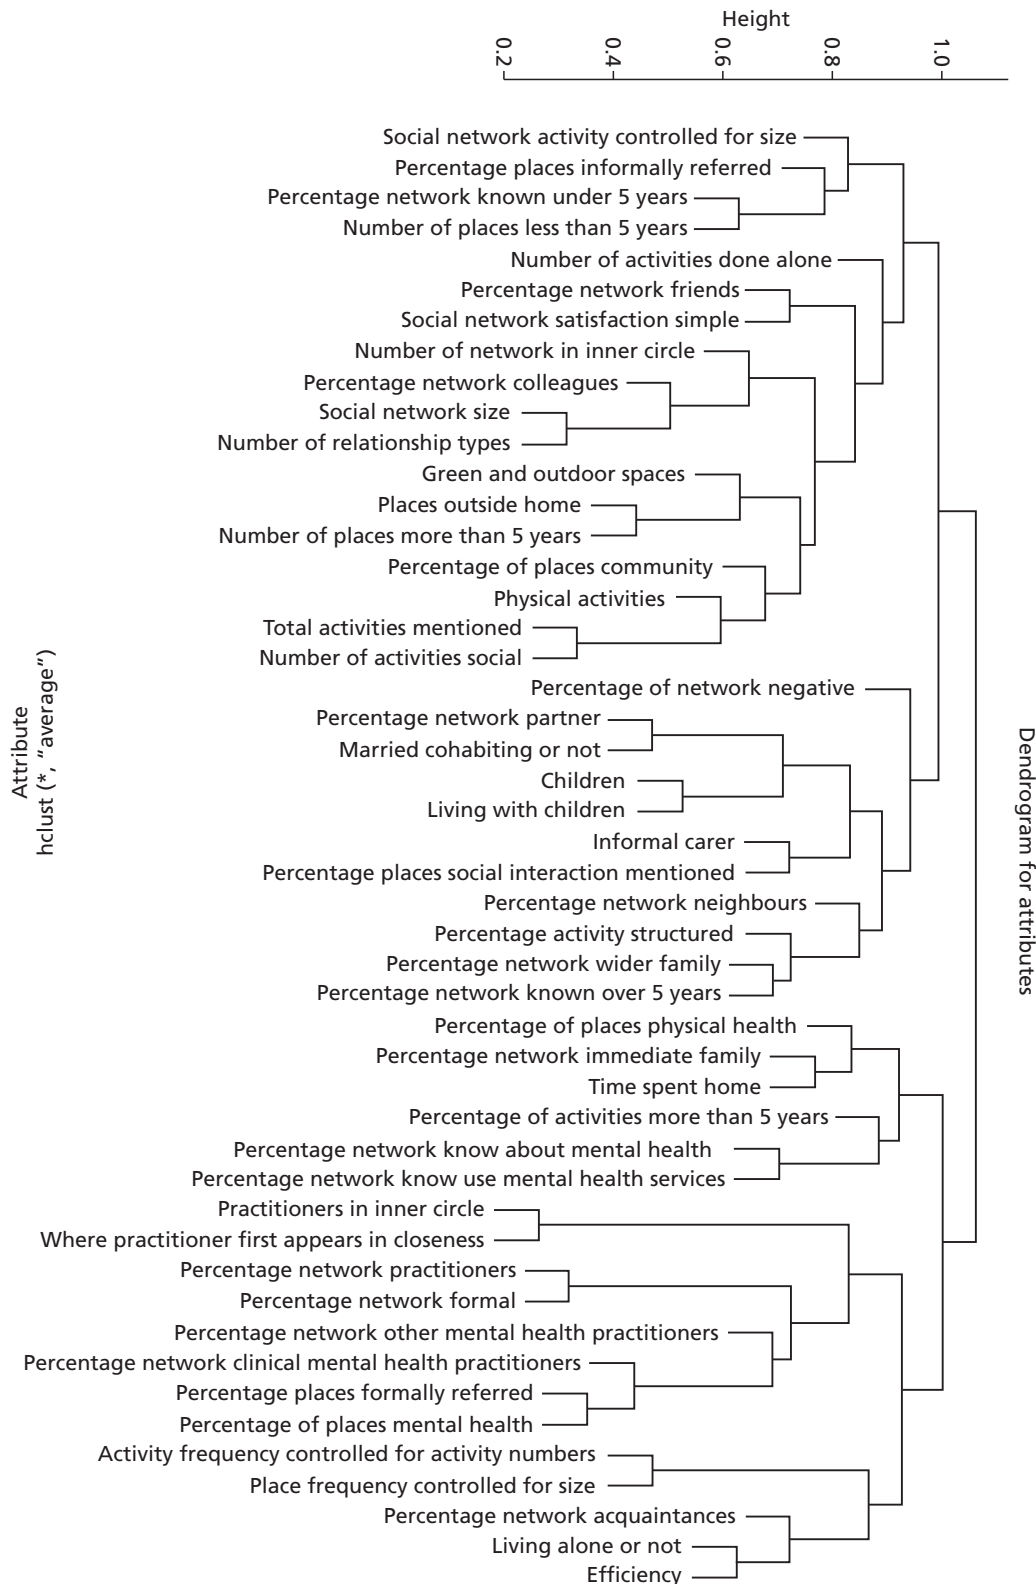 Height
0.2
0.4
0.6
0.8
1.0
Social network activity controlled for size
Percentage places informally referred
Percentage network known under 5 years
Number of places less than 5 years
Number of activities done alone
Percentage network friends
Social network satisfaction simple
Number of network in inner circle
Percentage network colleagues
Social network size
Number of relationship types
Green and outdoor spaces
Places outside home
Number of places more than 5 years
Percentage of places community
Physical activities
Total activities mentioned
Number of activities social
Percentage of network negative
Percentage network partner
Married cohabiting or not
Children
Living with children
Informal carer
Percentage places social interaction mentioned
Percentage network neighbours
Percentage activity structured
Percentage network wider family
Percentage network known over 5 years
Percentage of places physical health
Percentage network immediate family
Time spent home
Percentage of activities more than 5 years
Percentage network know about mental health
Percentage network know use mental health services
Practitioners in inner circle
Where practitioner first appears in closeness
Percentage network practitioners
Percentage network formal
Percentage network other mental health practitioners
Percentage network clinical mental health practitioners
Percentage places formally referred
Percentage of places mental health
Activity frequency controlled for activity numbers
Place frequency controlled for size
Percentage network acquaintances
Living alone or not
Efficiency
Attribute
hclust (*, “average”)
Dendrogram for attributes